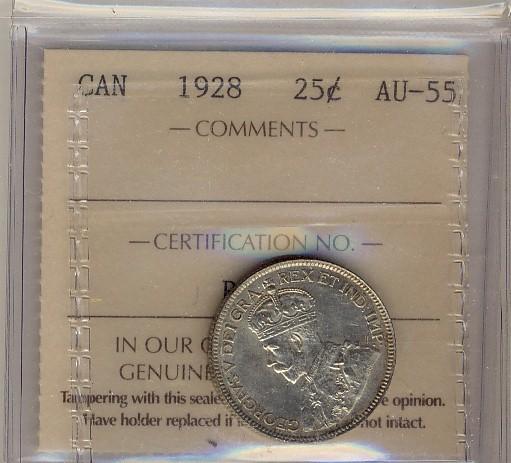 CAN 1928 25¢ AU-55
— COMMENTS —
— CERTIFICATION NO. —
IN OUR
GENUINE
Tampering with this seale e opinion.
Have holder replaced if i not intact.
GEORGIVS V DEI GRA: REX ET IND: IMP: